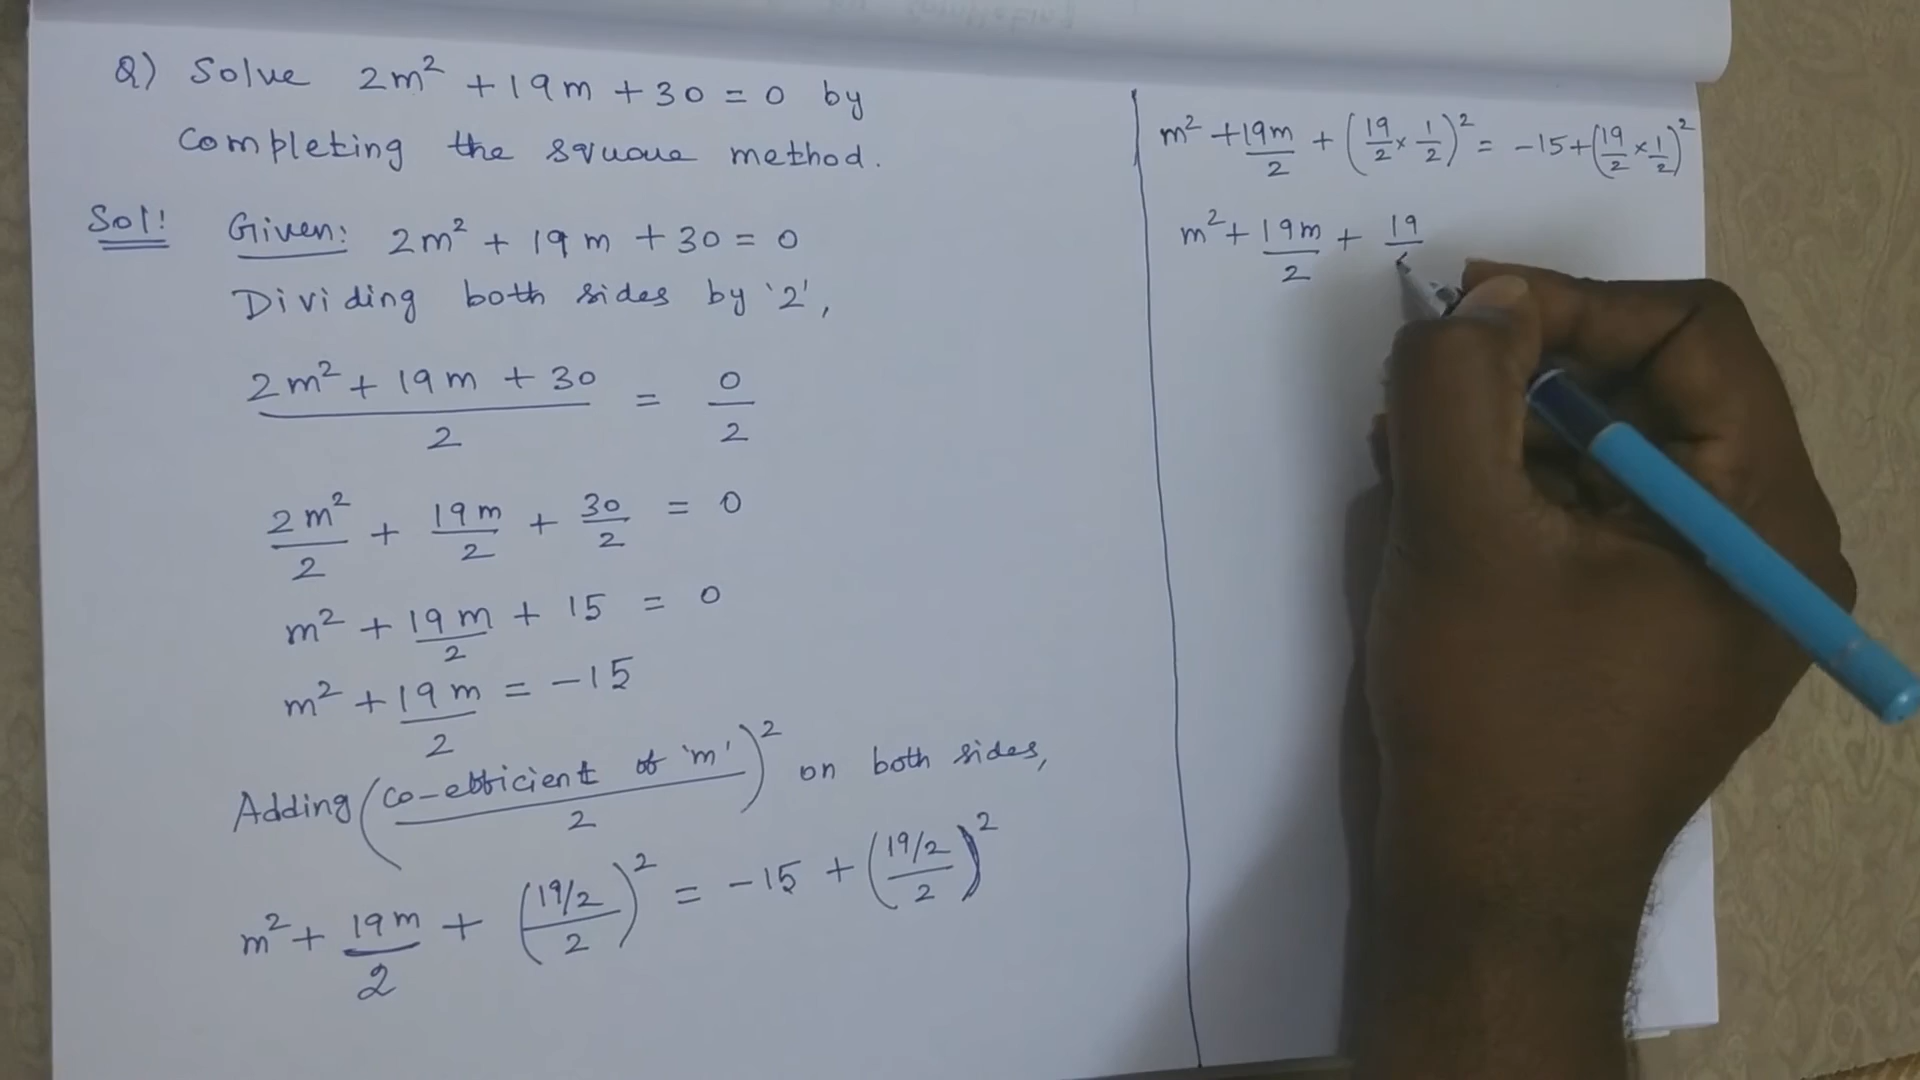 Q) Solve 2m² + 19m + 30 = 0 by
completing the square method.
Sol: Given: 2m² + 19m + 30 = 0
Dividing both sides by '2',
(2m² + 19m + 30)/2 = 0/2
2m²/2 + 19m/2 + 30/2 = 0
m² + 19m/2 + 15 = 0
m² + 19m/2 = -15
Adding (co-efficient of 'm'/2)² on both sides,
m² + 19m/2 + ((19/2)/2)² = -15 + ((19/2)/2)²
m² + 19m/2 + (19/2 × 1/2)² = -15 + (19/2 × 1/2)²
m² + 19m/2 + 19